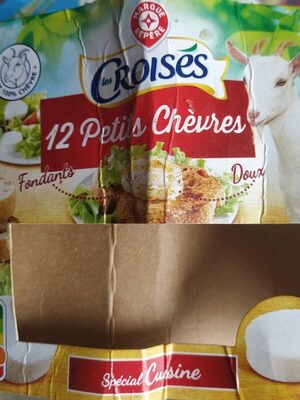 MARQUE
REPÈRE
les CROISÉS
100% CHÈVRE
12 Petits Chèvres
Fondants
Doux
Spécial Cuisine